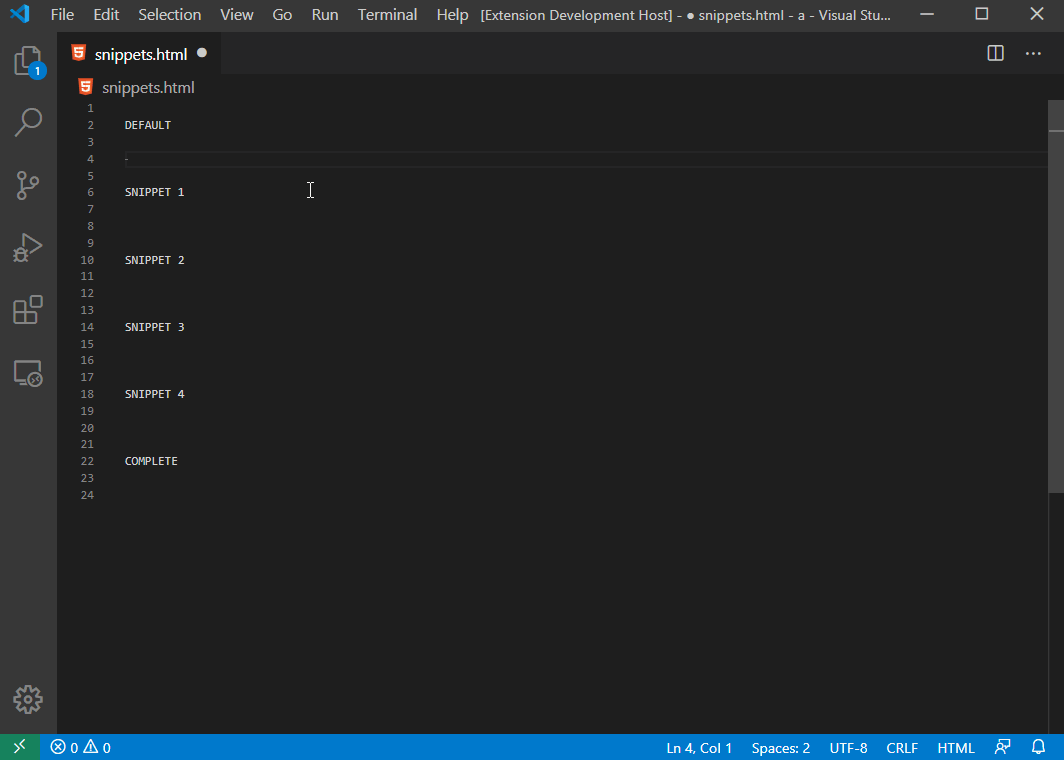 File Edit Selection View Go Run Terminal Help [Extension Development Host] - ● snippets.html - a - Visual Stu...
snippets.html ●
snippets.html
1
1
2 DEFAULT
3
4 -
5
6 SNIPPET 1
7
8
9
10 SNIPPET 2
11
12
13
14 SNIPPET 3
15
16
17
18 SNIPPET 4
19
20
21
22 COMPLETE
23
24
0 0 Ln 4, Col 1 Spaces: 2 UTF-8 CRLF HTML